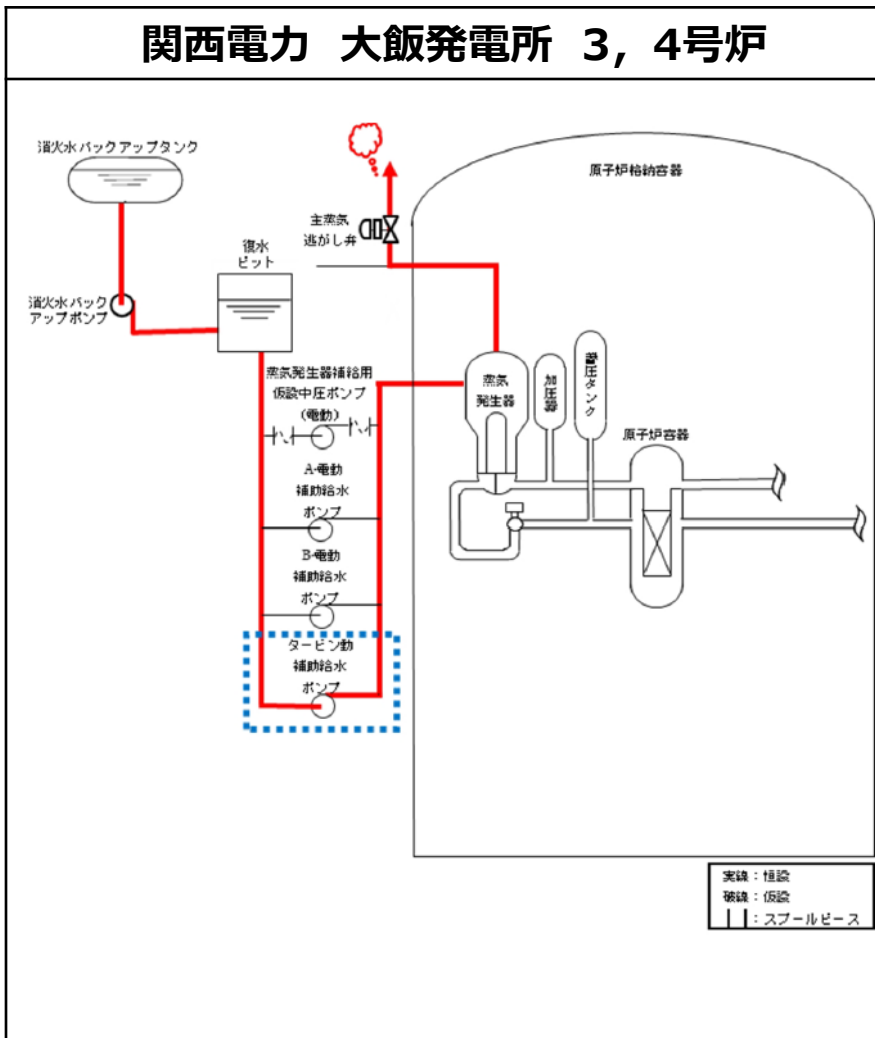 関西電力 大飯発電所 3, 4号炉
消火水バックアップタンク
原子炉格納容器
主蒸気
逃がし弁
復水
ピット
消火水バック
アップポンプ
蒸気発生器補給用
仮設中圧ポンプ
(電動)
蒸気
発生器
加圧器
蓄圧タンク
原子炉容器
A-電動
補助給水
ポンプ
B-電動
補助給水
ポンプ
タービン動
補助給水
ポンプ
実線:恒設
破線:仮設
:スプールピース